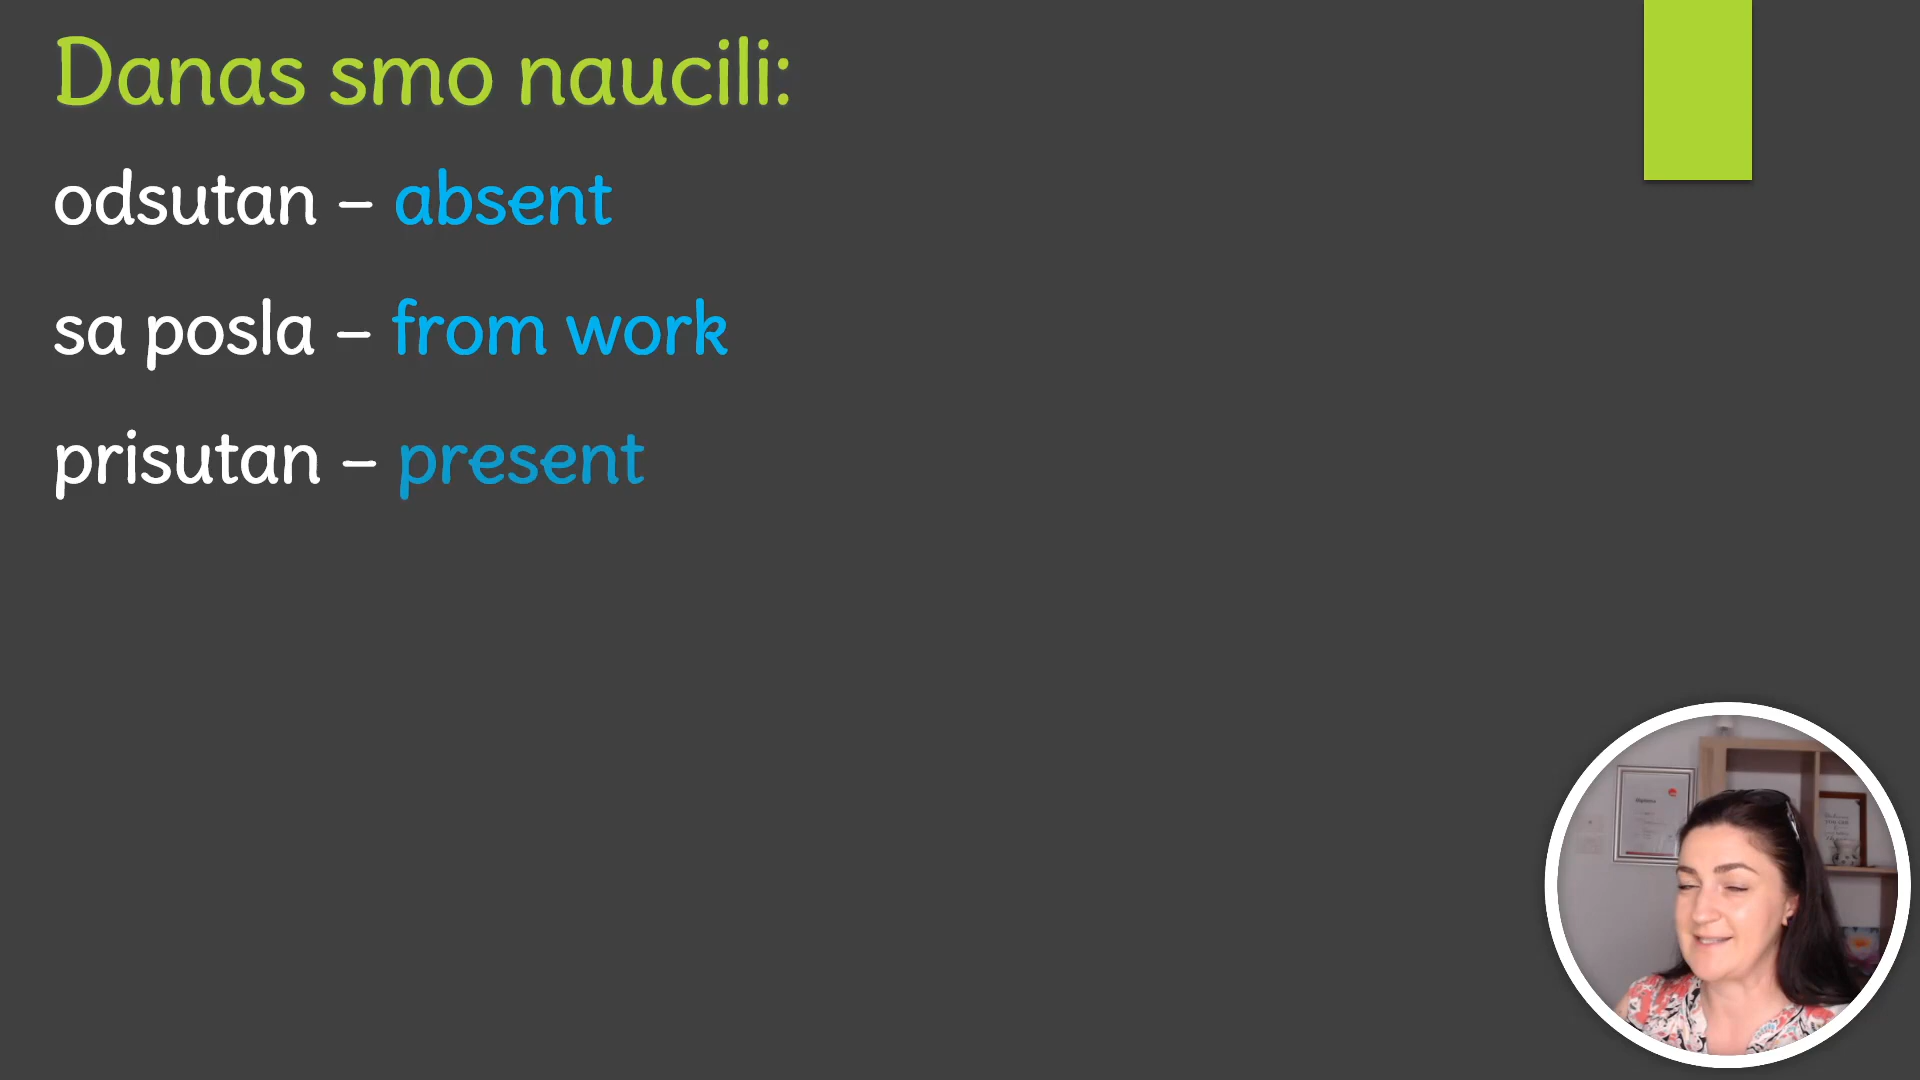 Danas smo naucili:
odsutan – absent
sa posla – from work
prisutan – present